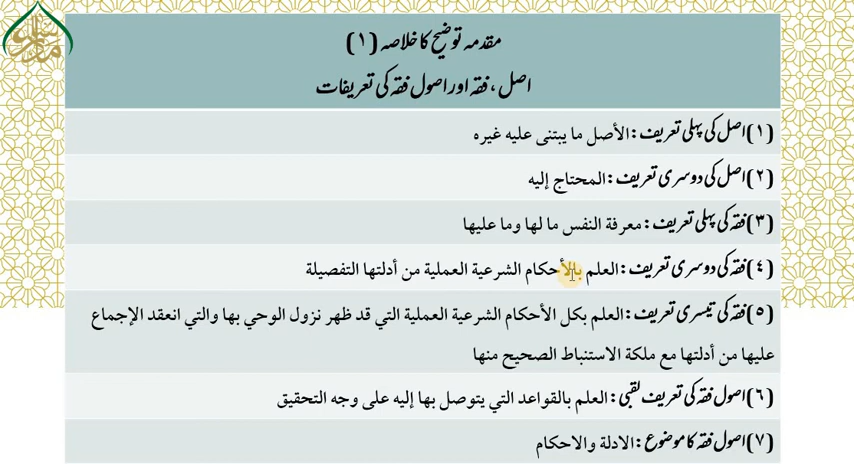 مقدمہ توضیح کا خلاصہ (۱)
اصل، فقہ اور اصول فقہ کی تعریفات
(۱) اصل کی پہلی تعریف: الأصل ما يبتنى عليه غيره
(۲) اصل کی دوسری تعریف: المحتاج إليه
(۳) فقہ کی پہلی تعریف: معرفة النفس ما لها وما عليها
(۴) فقہ کی دوسری تعریف: العلم بالأحكام الشرعية العملية من أدلتها التفصيلة
(۵) فقہ کی تیسری تعریف: العلم بكل الأحكام الشرعية العملية التي قد ظهر نزول الوحي بها والتي انعقد الإجماع
عليها من أدلتها مع ملكة الاستنباط الصحيح منها
(۶) اصول فقہ کی تعریف لقبی: العلم بالقواعد التي يتوصل بها إليه على وجه التحقيق
(۷) اصول فقہ کا موضوع: الادلة والاحكام